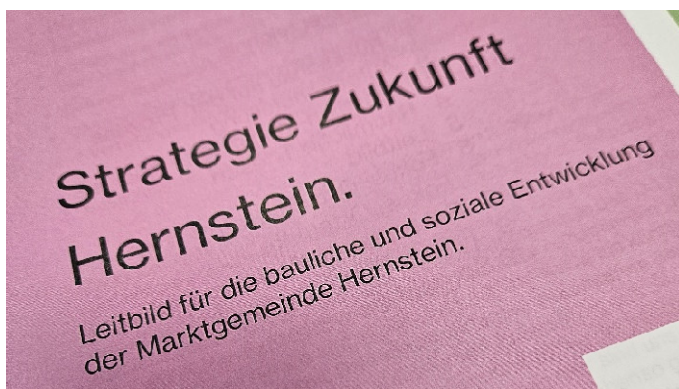 Strategie Zukunft
Hernstein.
Leitbild für die bauliche und soziale Entwicklung
der Marktgemeinde Hernstein.